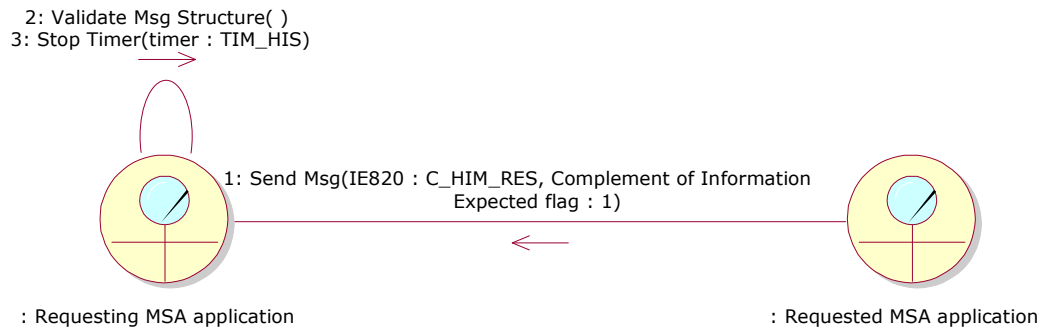 2: Validate Msg Structure( )
3: Stop Timer(timer : TIM_HIS)
1: Send Msg(IE820 : C_HIM_RES, Complement of Information
Expected flag : 1)
: Requesting MSA application
: Requested MSA application